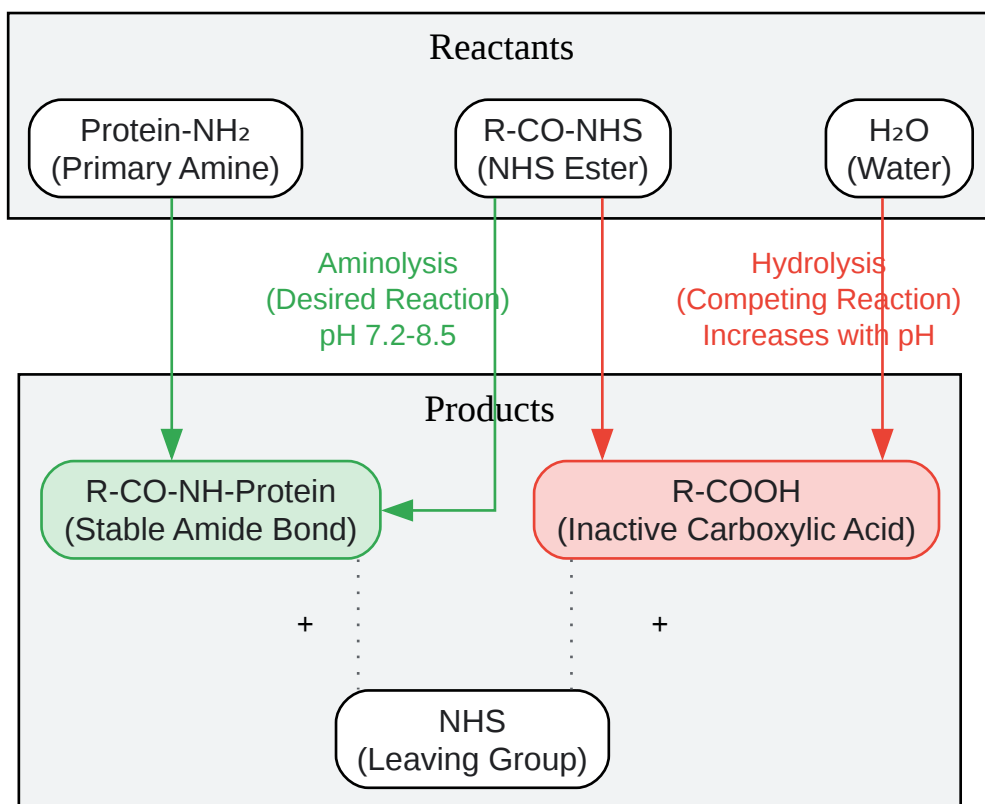 Reactants
Protein-NH₂
(Primary Amine)
R-CO-NHS
(NHS Ester)
H₂O
(Water)
Aminolysis
(Desired Reaction)
pH 7.2-8.5
Hydrolysis
(Competing Reaction)
Increases with pH
Products
R-CO-NH-Protein
(Stable Amide Bond)
R-COOH
(Inactive Carboxylic Acid)
+
+
NHS
(Leaving Group)